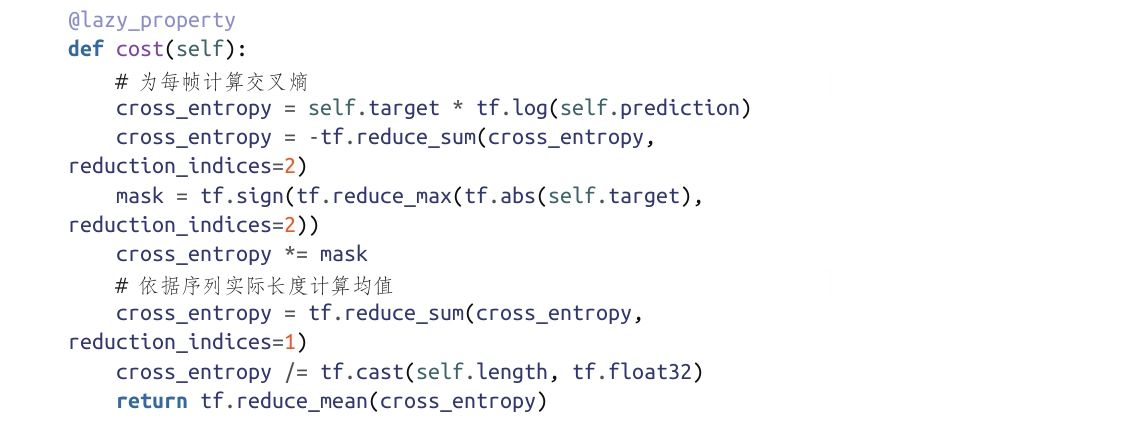 @lazy_property
def cost(self):
# 为每帧计算交叉熵
cross_entropy = self.target * tf.log(self.prediction)
cross_entropy = -tf.reduce_sum(cross_entropy,
reduction_indices=2)
mask = tf.sign(tf.reduce_max(tf.abs(self.target),
reduction_indices=2))
cross_entropy *= mask
# 依据序列实际长度计算均值
cross_entropy = tf.reduce_sum(cross_entropy,
reduction_indices=1)
cross_entropy /= tf.cast(self.length, tf.float32)
return tf.reduce_mean(cross_entropy)